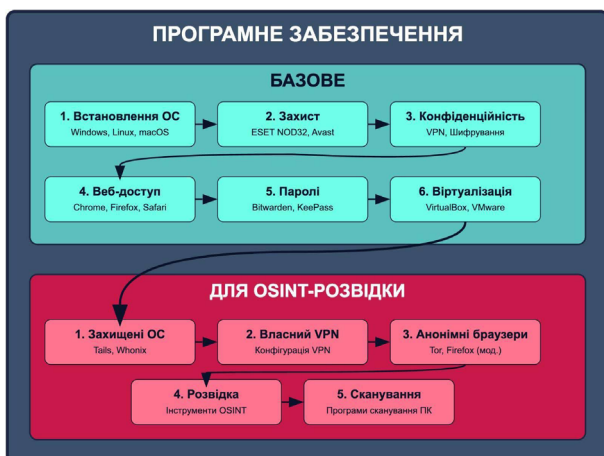 ПРОГРАМНЕ ЗАБЕЗПЕЧЕННЯ
БАЗОВЕ
1. Встановлення ОС
Windows, Linux, macOS
2. Захист
ESET NOD32, Avast
3. Конфіденційність
VPN, Шифрування
4. Веб-доступ
Chrome, Firefox, Safari
5. Паролі
Bitwarden, KeePass
6. Віртуалізація
VirtualBox, VMware
ДЛЯ OSINT-РОЗВІДКИ
1. Захищені ОС
Tails, Whonix
2. Власний VPN
Конфігурація VPN
3. Анонімні браузери
Tor, Firefox (мод.)
4. Розвідка
Інструменти OSINT
5. Сканування
Програми сканування ПК